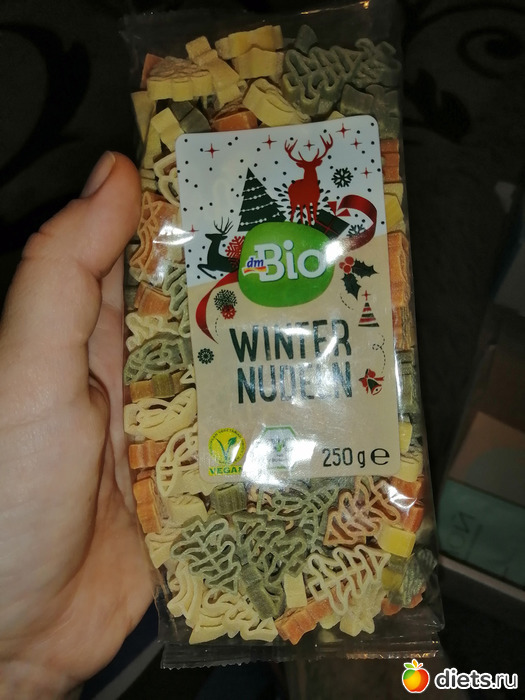 dm
Bio
WINTER
NUDELN
VEGAN
250 g e
diets.ru